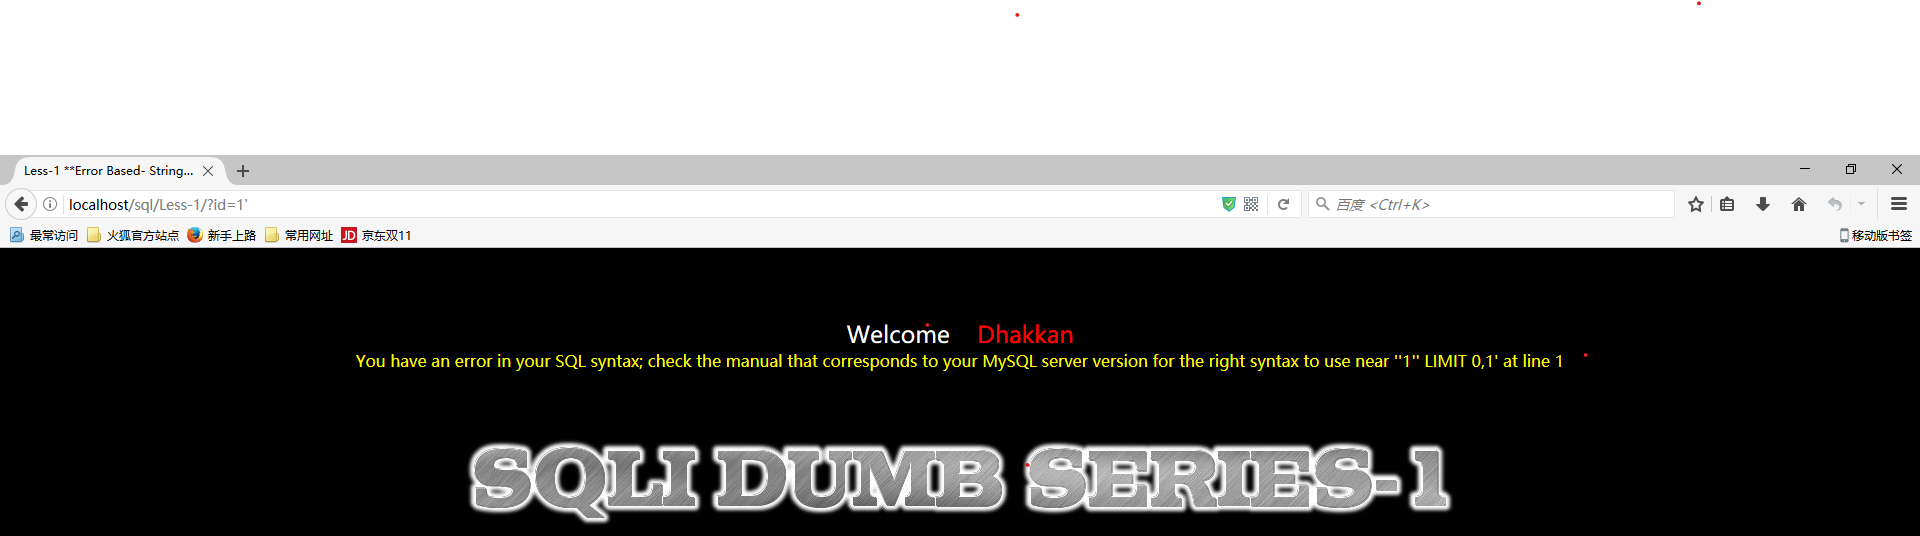 Less-1 **Error Based- String...
localhost/sql/Less-1/?id=1'
百度 <Ctrl+K>
最常访问 火狐官方站点 新手上路 常用网址 JD 京东双11 移动版书签
Welcome Dhakkan
You have an error in your SQL syntax; check the manual that corresponds to your MySQL server version for the right syntax to use near ''1'' LIMIT 0,1' at line 1
SQLI DUMB SERIES-1